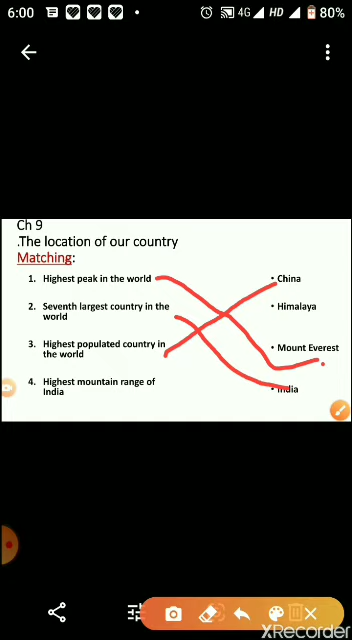 6:00
4G
HD
80%
Ch 9
.The location of our country
Matching:
1. Highest peak in the world
2. Seventh largest country in the
world
3. Highest populated country in
the world
4. Highest mountain range of
India
• China
• Himalaya
• Mount Everest
• India
XRecorder